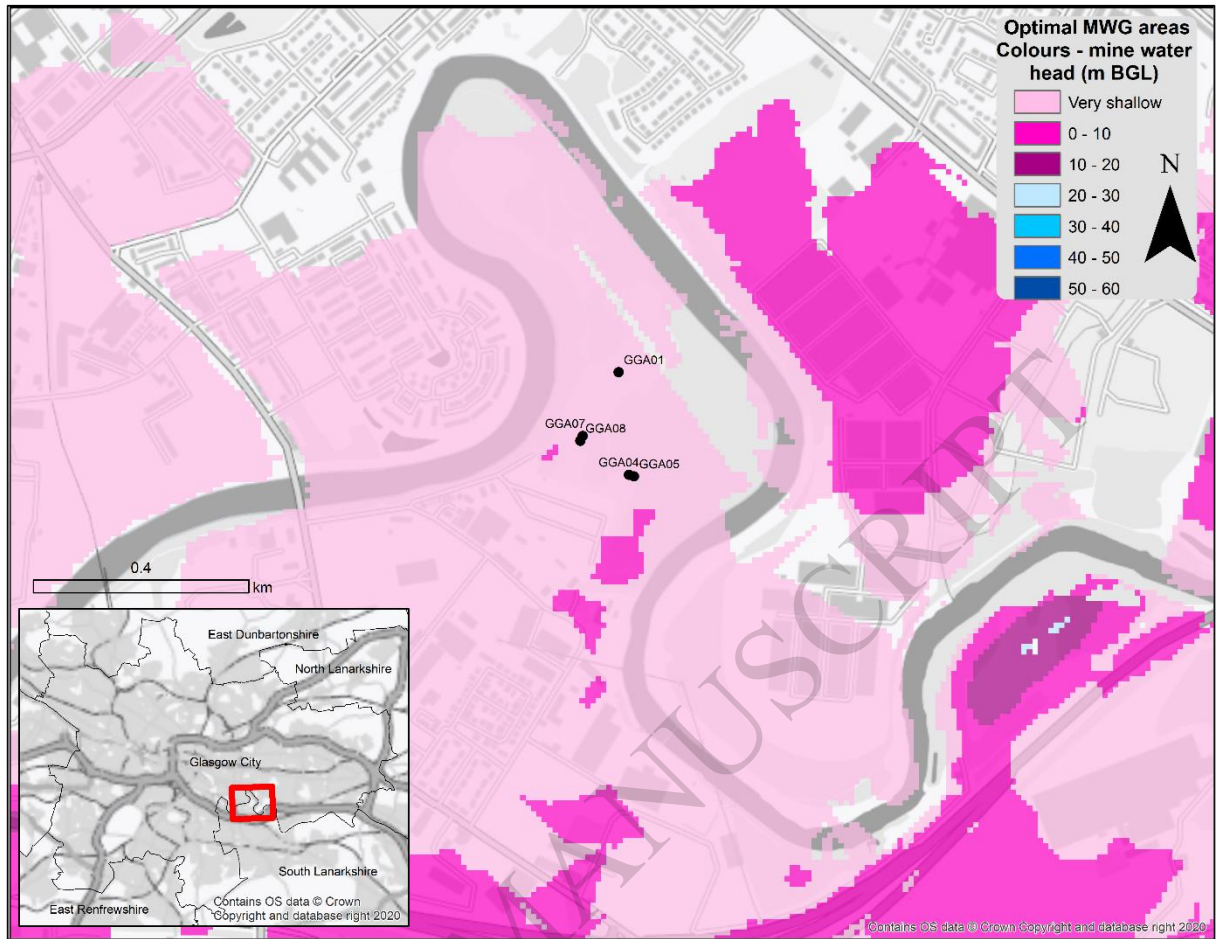 Optimal MWG areas
Colours - mine water
head (m BGL)
Very shallow
0 - 10
10 - 20
20 - 30
30 - 40
40 - 50
50 - 60
N
GGA01
GGA07
GGA08
GGA04
GGA05
0.4
km
East Dunbartonshire
North Lanarkshire
Glasgow City
South Lanarkshire
East Renfrewshire
Contains OS data © Crown
Copyright and database right 2020
MANUSCRIPT
Contains OS data © Crown Copyright and database right 2020